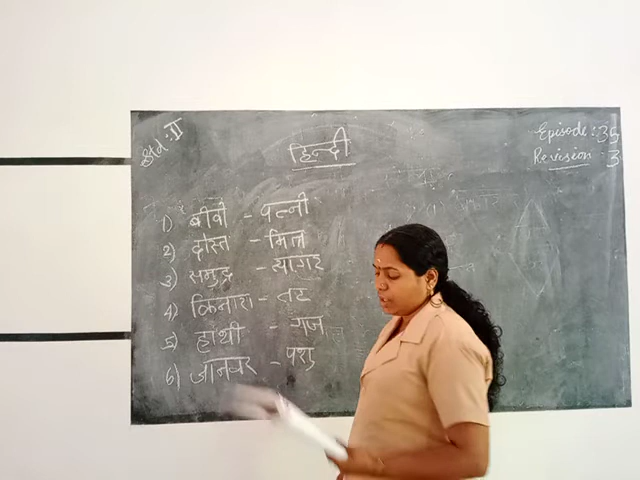 Std. II
हिन्दी
Episode : 35
Revision : 3
1) बीवी - पत्नी
2) दोस्त - मित्र
3) समुद्र - सागर
4) किनारा - तट
5) हाथी - गज
6) जानवर - पशु